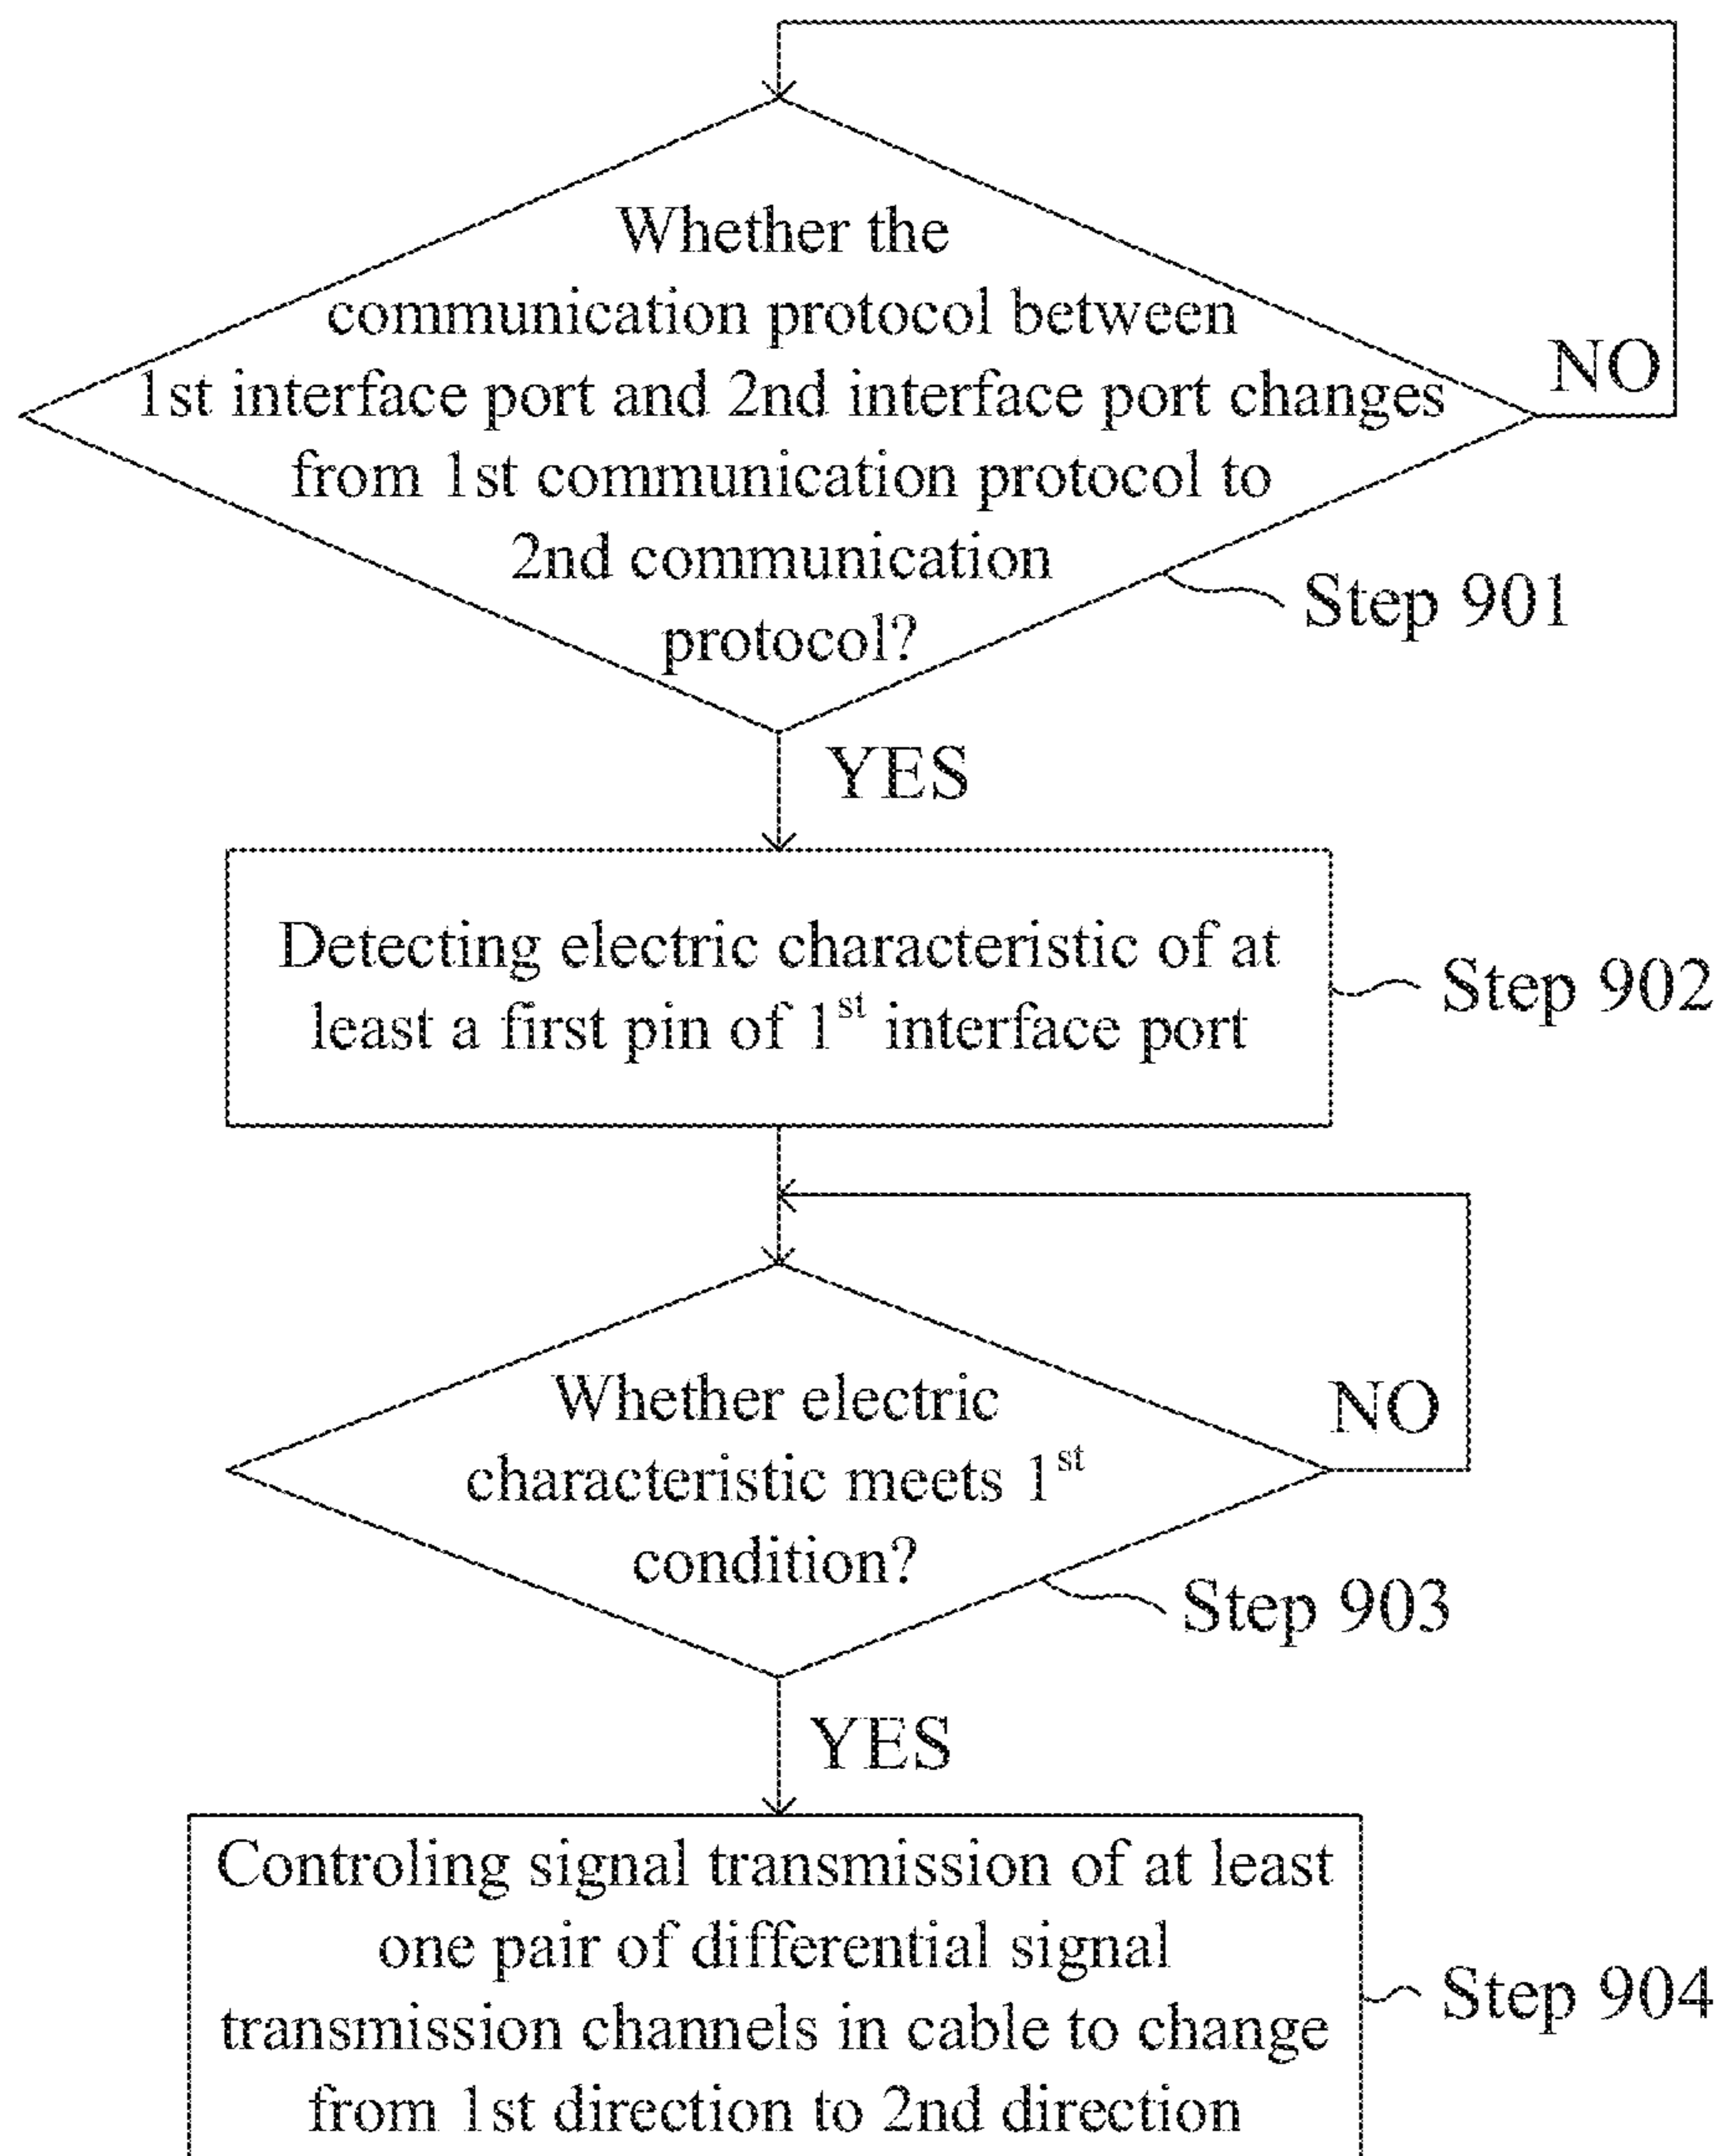 Whether the
communication protocol between
1st interface port and 2nd interface port changes
from 1st communication protocol to
2nd communication
protocol?
NO
Step 901
YES
Detecting electric characteristic of at
least a first pin of 1st interface port
Step 902
Whether electric
characteristic meets 1st
condition?
NO
Step 903
YES
Controling signal transmission of at least
one pair of differential signal
transmission channels in cable to change
from 1st direction to 2nd direction
Step 904